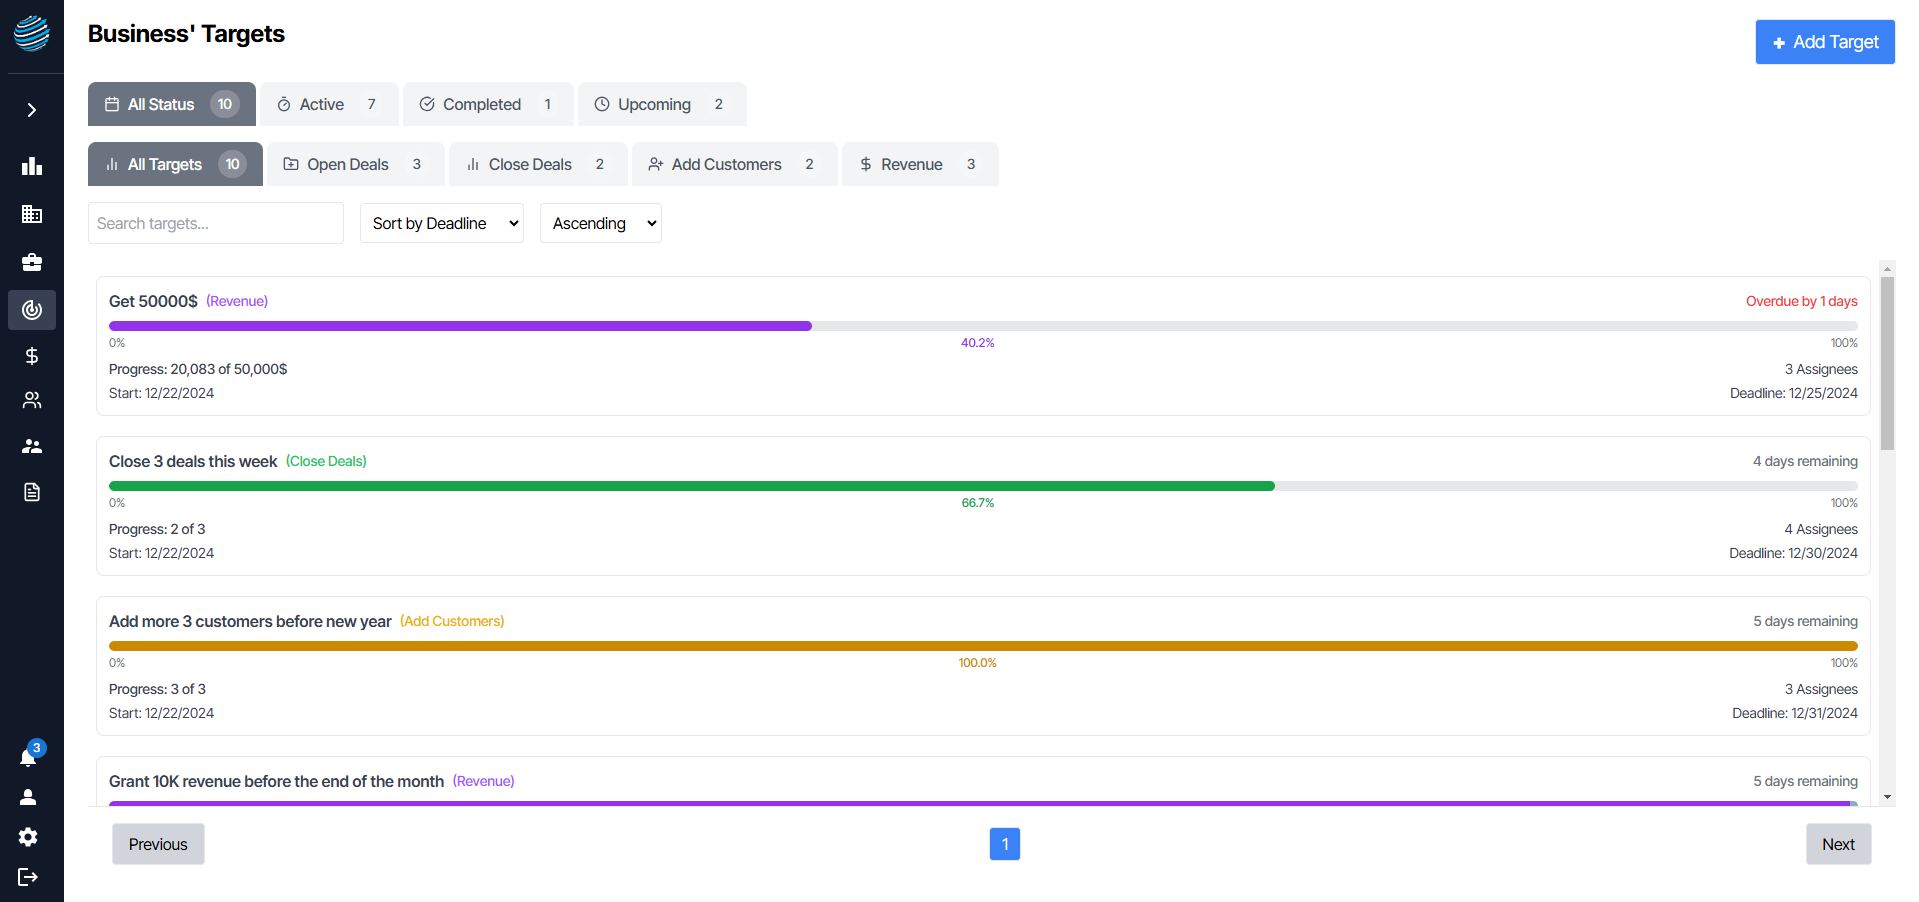 Business' Targets
+ Add Target
All Status 10 Active 7 Completed 1 Upcoming 2
All Targets 10 Open Deals 3 Close Deals 2 Add Customers 2 Revenue 3
Search targets... Sort by Deadline Ascending
Get 50000$ (Revenue) Overdue by 1 days
0% 40.2% 100%
Progress: 20,083 of 50,000$ 3 Assignees
Start: 12/22/2024 Deadline: 12/25/2024
Close 3 deals this week (Close Deals) 4 days remaining
0% 66.7% 100%
Progress: 2 of 3 4 Assignees
Start: 12/22/2024 Deadline: 12/30/2024
Add more 3 customers before new year (Add Customers) 5 days remaining
0% 100.0% 100%
Progress: 3 of 3 3 Assignees
Start: 12/22/2024 Deadline: 12/31/2024
Grant 10K revenue before the end of the month (Revenue) 5 days remaining
3
Previous 1 Next